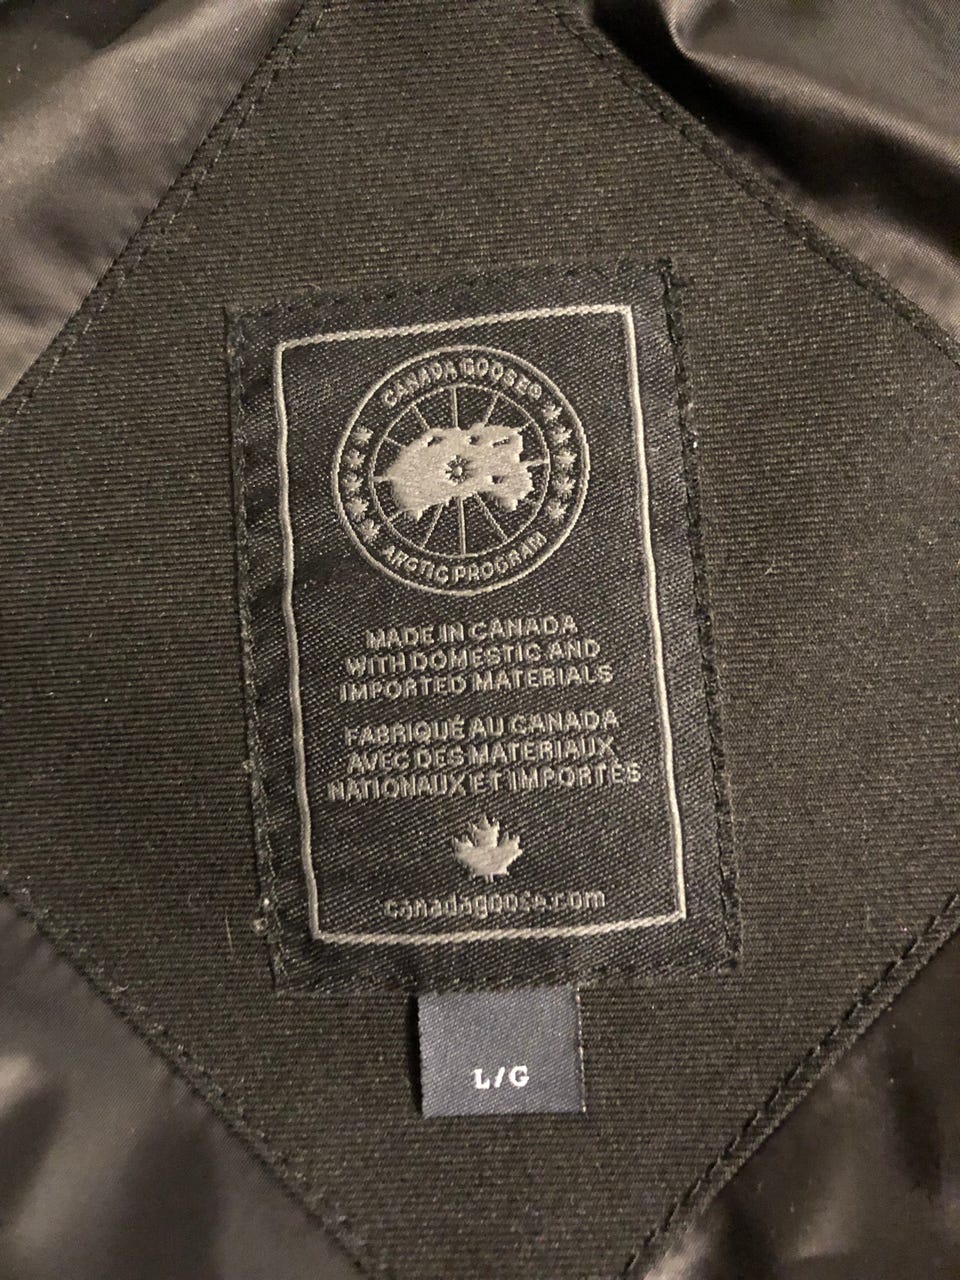 CANADA GOOSE®
ARCTIC PROGRAM
MADE IN CANADA
WITH DOMESTIC AND
IMPORTED MATERIALS
FABRIQUÉ AU CANADA
AVEC DES MATERIAUX
NATIONAUX ET IMPORTÉS
canadagoose.com
L/G